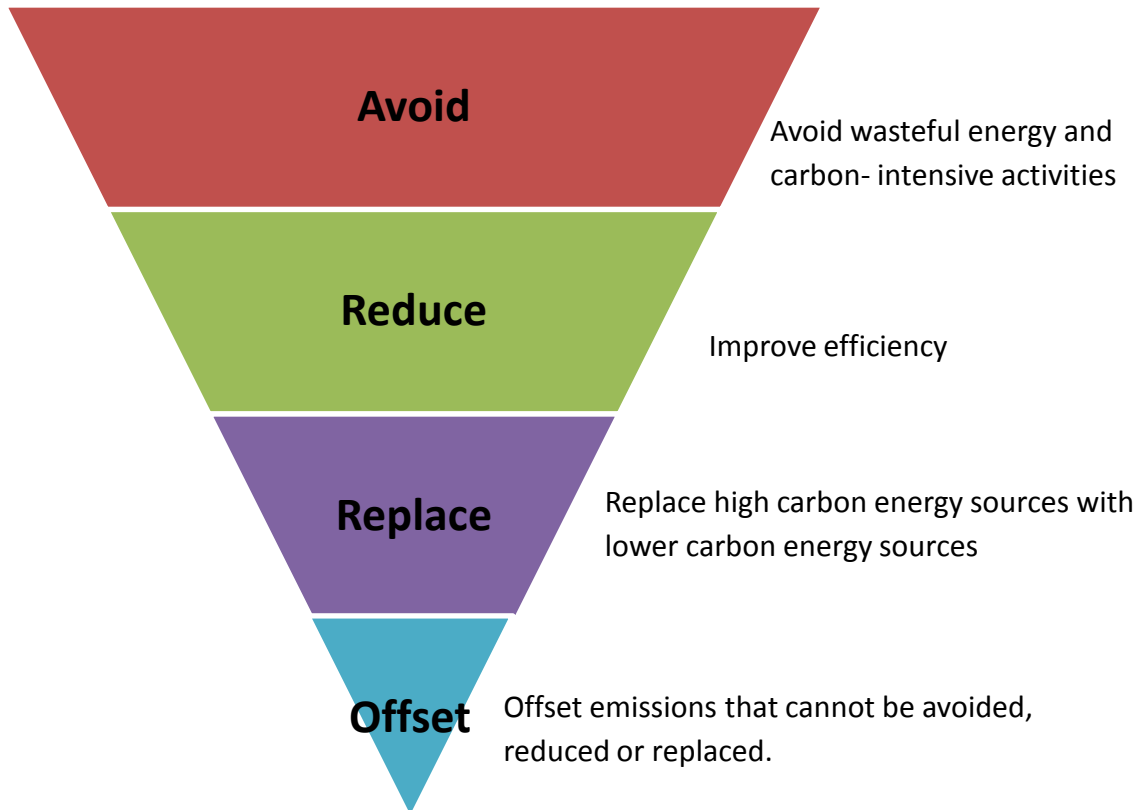 Avoid
Avoid wasteful energy and
carbon- intensive activities
Reduce
Improve efficiency
Replace
Replace high carbon energy sources with
lower carbon energy sources
Offset
Offset emissions that cannot be avoided,
reduced or replaced.